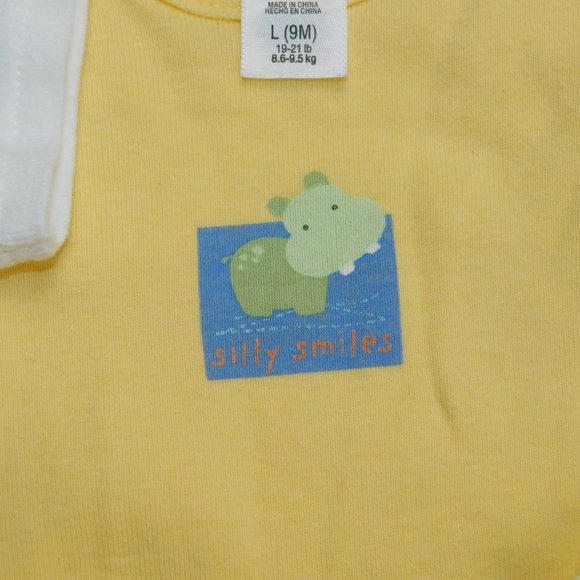 MADE IN CHINA
HECHO EN CHINA
L (9M)
19-21 lb
8.6-9.5 kg
silly smiles